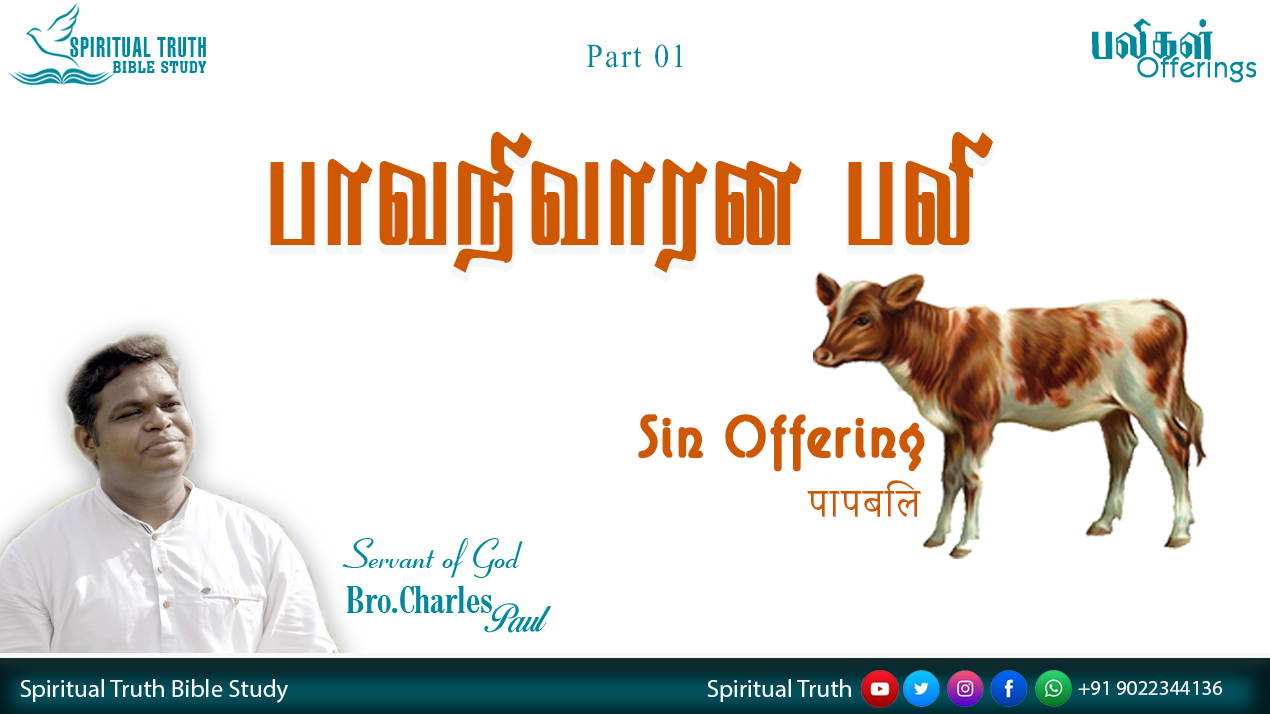 SPIRITUAL TRUTH
BIBLE STUDY
Part 01
பலிகள்
Offerings
பாவநிவாரன பலி
Sin Offering
पापबलि
Servant of God
Bro.Charles
Paul
Spiritual Truth Bible Study
Spiritual Truth
+91 9022344136